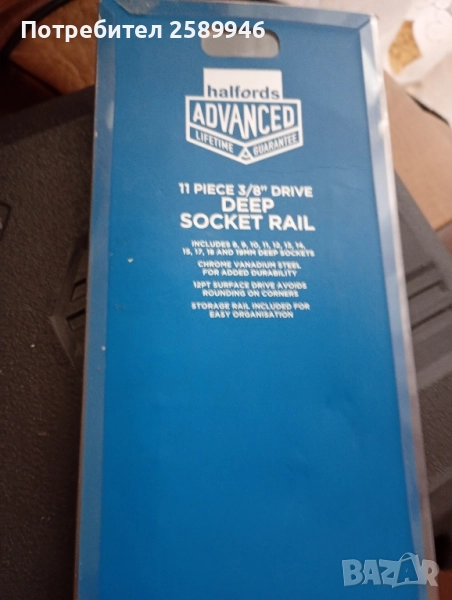 Потребител 2589946
halfords
ADVANCED
LIFETIME GUARANTEE
11 PIECE 3/8" DRIVE
DEEP
SOCKET RAIL
INCLUDES 8, 9, 10, 11, 12, 13, 14,
15, 17, 18 AND 19MM DEEP SOCKETS
CHROME VANADIUM STEEL
FOR ADDED DURABILITY
12PT SURFACE DRIVE AVOIDS
ROUNDING ON CORNERS
STORAGE RAIL INCLUDED FOR
EASY ORGANISATION
BAZAR